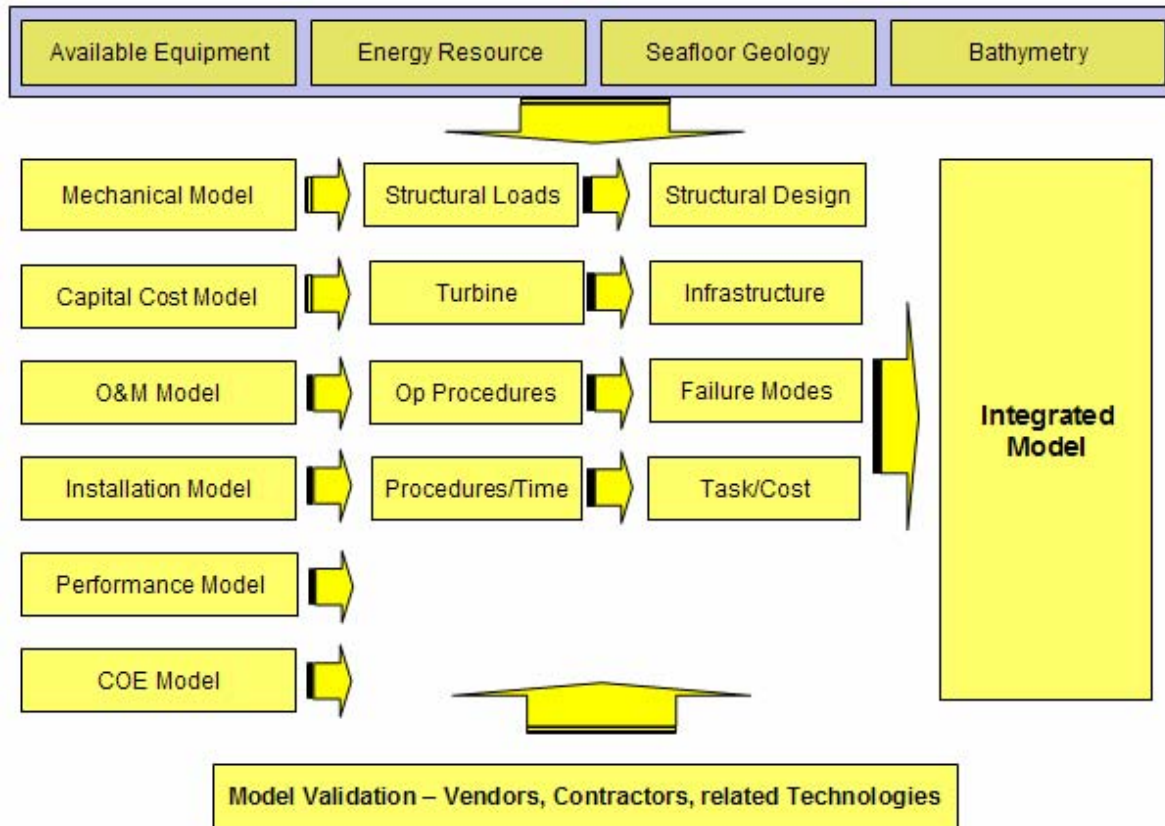 Available Equipment
Energy Resource
Seafloor Geology
Bathymetry
Mechanical Model
Structural Loads
Structural Design
Capital Cost Model
Turbine
Infrastructure
O&M Model
Op Procedures
Failure Modes
Integrated
Model
Installation Model
Procedures/Time
Task/Cost
Performance Model
COE Model
Model Validation – Vendors, Contractors, related Technologies